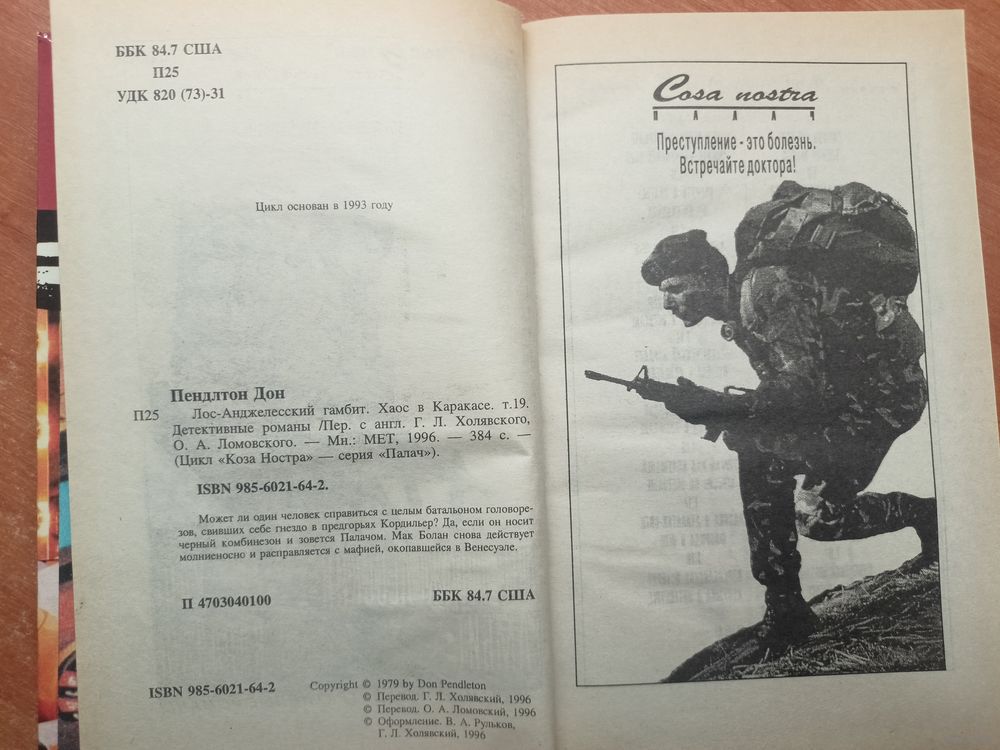 ББК 84.7 США
П25
УДК 820 (73)-31
Цикл основан в 1993 году
Пендлтон Дон
П25 Лос-Анджелесский гамбит. Хаос в Каракасе. т.19.
Детективные романы /Пер. с англ. Г. Л. Холявского,
О. А. Ломовского. — Мн.: МЕТ, 1996. — 384 с. —
(Цикл «Коза Ностра» — серия «Палач»).
ISBN 985-6021-64-2.
Может ли один человек справиться с целым батальоном головоре-
зов, свивших себе гнездо в предгорьях Кордильер? Да, если он носит
черный комбинезон и зовется Палачом. Мак Болан снова действует
молниеносно и расправляется с мафией, окопавшейся в Венесуэле.
П 4703040100 ББК 84.7 США
ISBN 985-6021-64-2
Copyright © 1979 by Don Pendleton
© Перевод. Г. Л. Холявский, 1996
© Перевод. О. А. Ломовский, 1996
© Оформление. В. А. Рульков,
Г. Л. Холявский, 1996
Cosa nostra
ПАЛАЧ
Преступление - это болезнь.
Встречайте доктора!